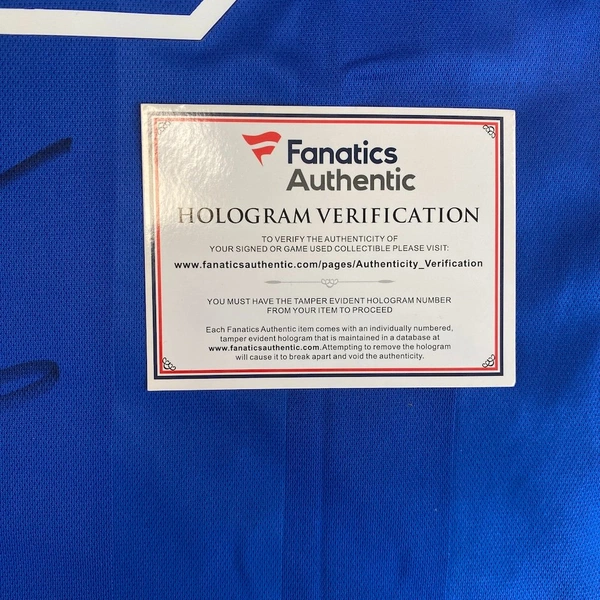 Fanatics
Authentic
HOLOGRAM VERIFICATION
TO VERIFY THE AUTHENTICITY OF
YOUR SIGNED OR GAME USED COLLECTIBLE PLEASE VISIT:
www.fanaticsauthentic.com/pages/Authenticity_Verification
YOU MUST HAVE THE TAMPER EVIDENT HOLOGRAM NUMBER
FROM YOUR ITEM TO PROCEED
Each Fanatics Authentic item comes with an individually numbered,
tamper evident hologram that is maintained in a database at
www.fanaticsauthentic.com.Attempting to remove the hologram
will cause it to break apart and void the authenticity.